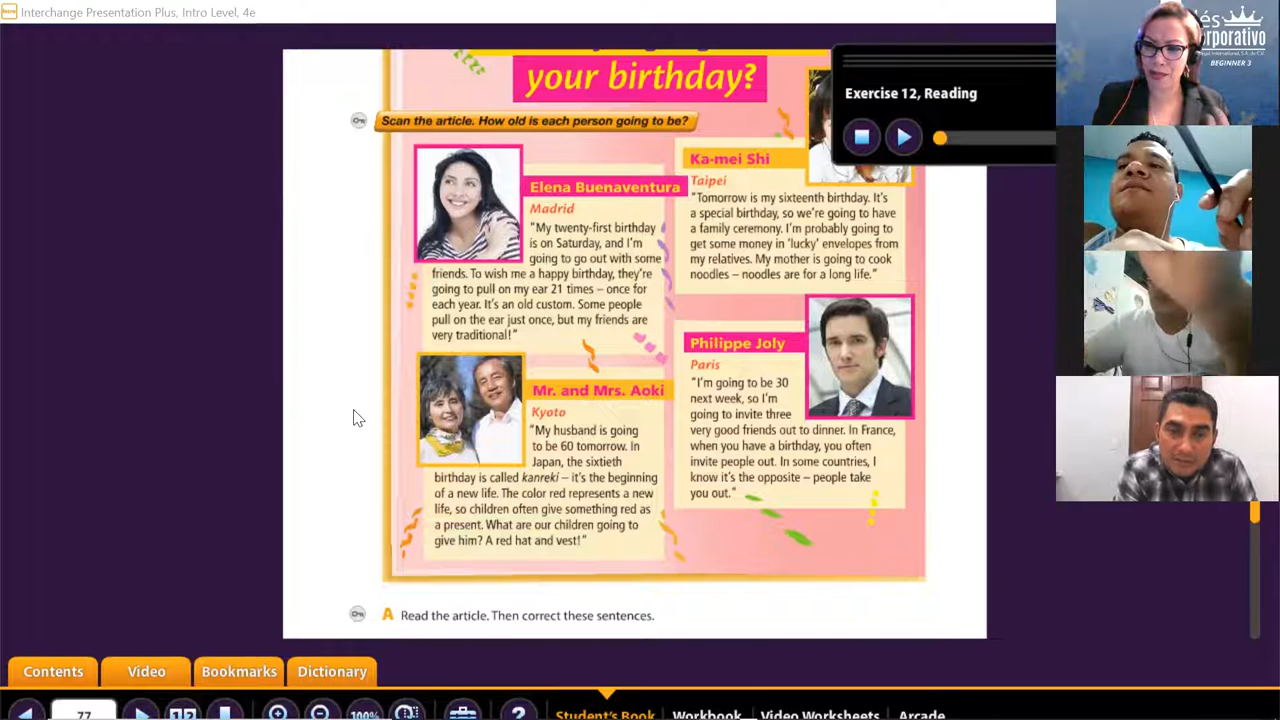 Interchange Presentation Plus, Intro Level, 4e
your birthday?
Scan the article. How old is each person going to be?
Elena Buenaventura
Madrid
"My twenty-first birthday
is on Saturday, and I'm
going to go out with some
friends. To wish me a happy birthday, they're
going to pull on my ear 21 times – once for
each year. It's an old custom. Some people
pull on the ear just once, but my friends are
very traditional!"
Mr. and Mrs. Aoki
Kyoto
"My husband is going
to be 60 tomorrow. In
Japan, the sixtieth
birthday is called kanreki – it's the beginning
of a new life. The color red represents a new
life, so children often give something red as
a present. What are our children going to
give him? A red hat and vest!"
Ka-mei Shi
Taipei
"Tomorrow is my sixteenth birthday. It's
a special birthday, so we're going to have
a family ceremony. I'm probably going to
get some money in 'lucky' envelopes from
my relatives. My mother is going to cook
noodles – noodles are for a long life."
Philippe Joly
Paris
"I'm going to be 30
next week, so I'm
going to invite three
very good friends out to dinner. In France,
when you have a birthday, you often
invite people out. In some countries, I
know it's the opposite – people take
you out."
A Read the article. Then correct these sentences.
Exercise 12, Reading
lés
orporativo
BEGINNER 3
Contents
Video
Bookmarks
Dictionary
77
100%
?
Student's Book
Workbook
Video Worksheets
Arcade